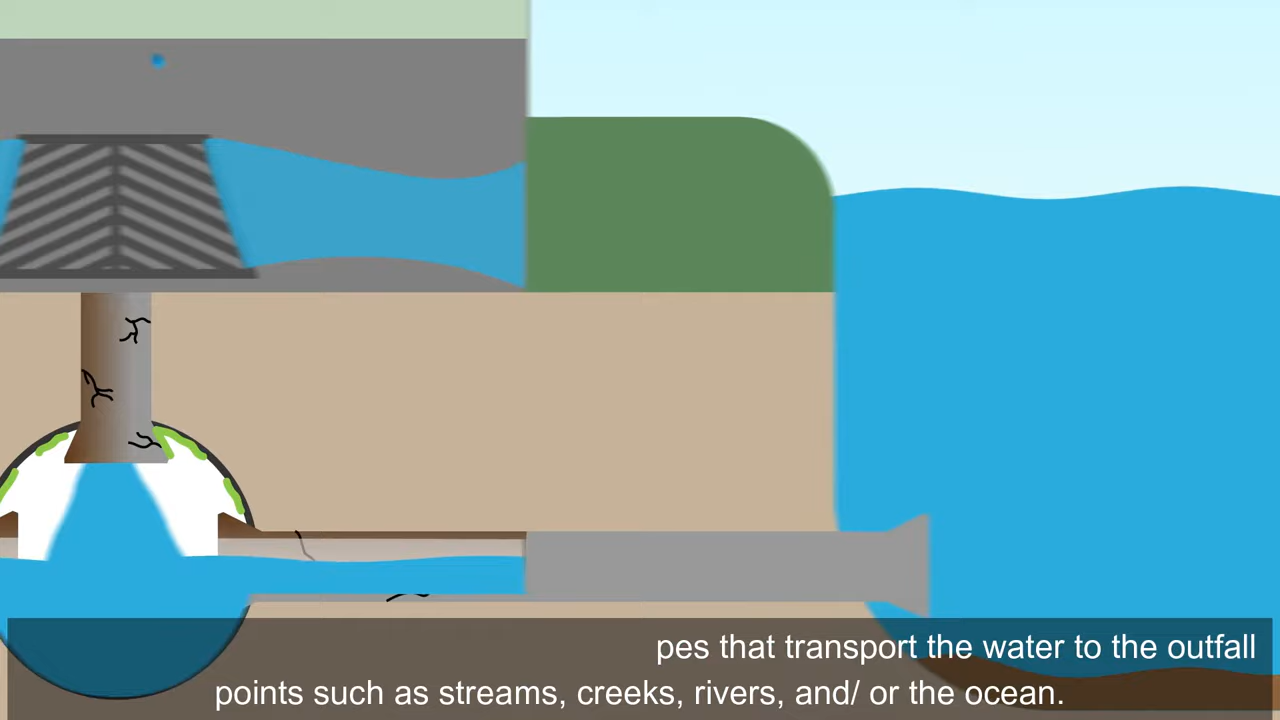 pes that transport the water to the outfall
points such as streams, creeks, rivers, and/ or the ocean.